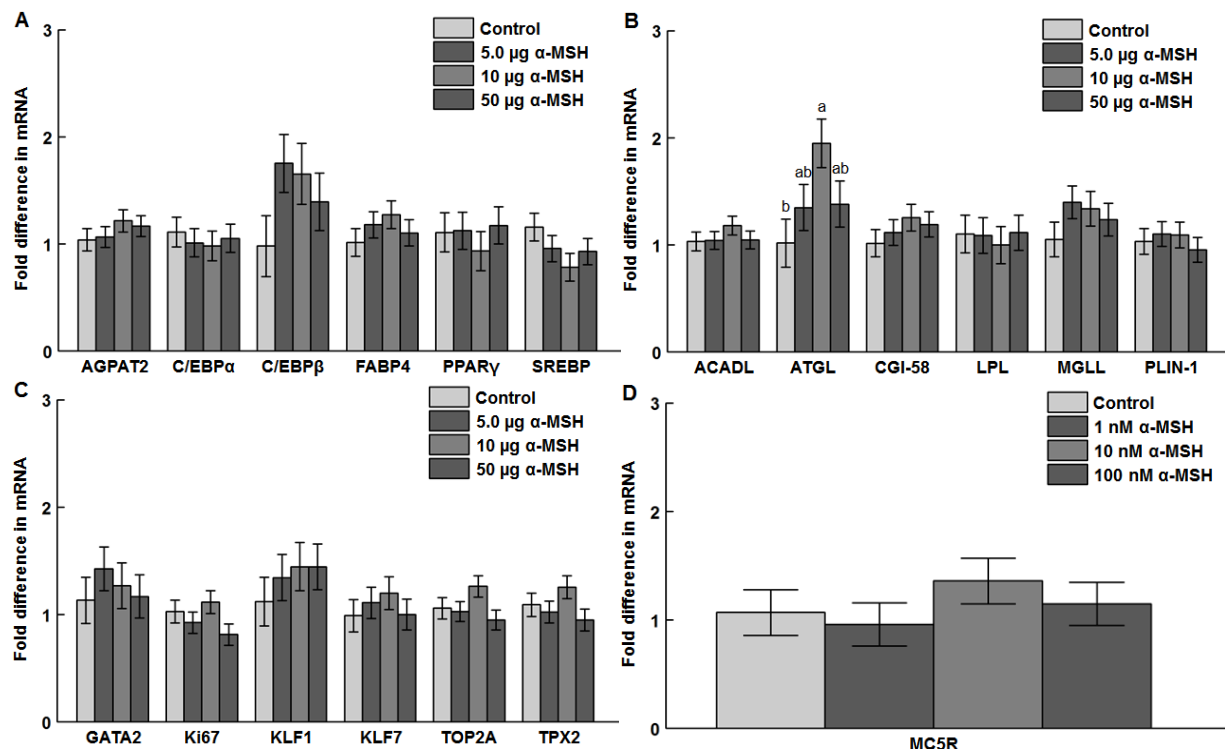 A
3
2
1
0
Fold difference in mRNA
Control
5.0 µg α-MSH
10 µg α-MSH
50 µg α-MSH
AGPAT2 C/EBPα C/EBPβ FABP4 PPARγ SREBP
B
3
2
1
0
Fold difference in mRNA
Control
5.0 µg α-MSH
10 µg α-MSH
50 µg α-MSH
b ab a ab
ACADL ATGL CGI-58 LPL MGLL PLIN-1
C
3
2
1
0
Fold difference in mRNA
Control
5.0 µg α-MSH
10 µg α-MSH
50 µg α-MSH
GATA2 Ki67 KLF1 KLF7 TOP2A TPX2
D
3
2
1
0
Fold difference in mRNA
Control
1 nM α-MSH
10 nM α-MSH
100 nM α-MSH
MC5R